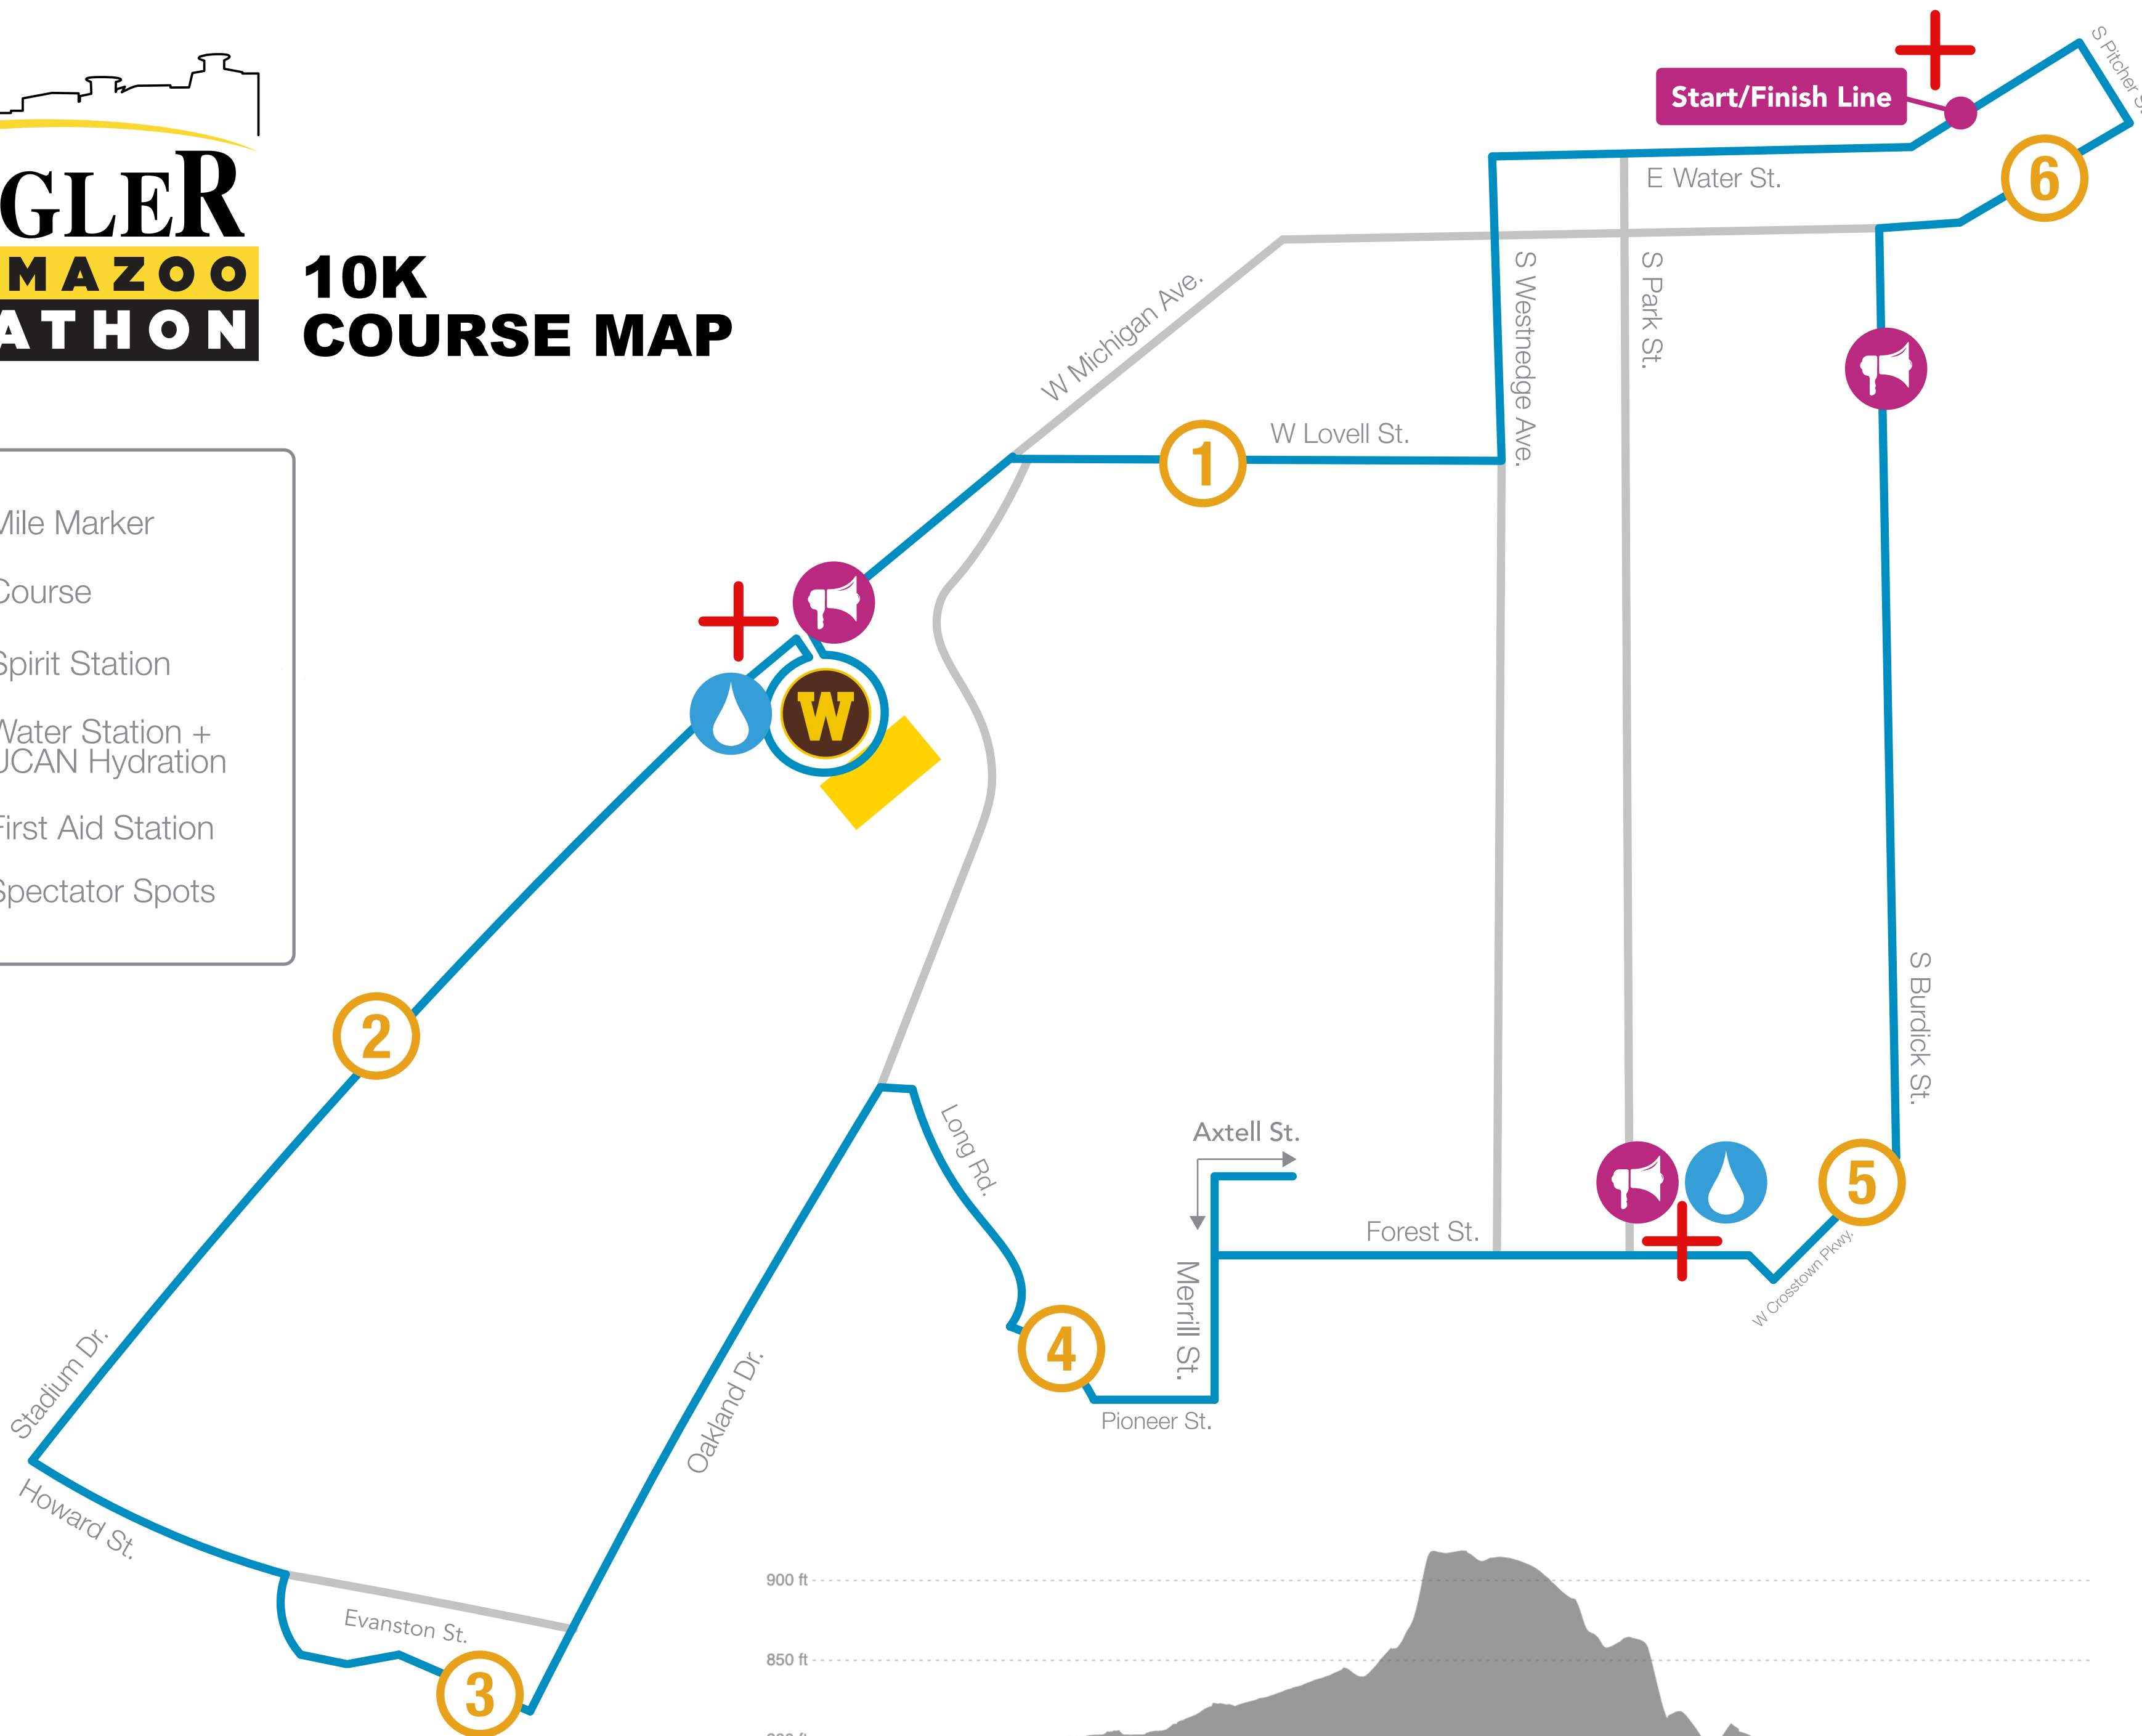 GLER
MAZOO
ATHON
10K
COURSE MAP
Mile Marker
Course
Spirit Station
Water Station +
UCAN Hydration
First Aid Station
Spectator Spots
Start/Finish Line
S Pitcher S
E Water St.
6
W Michigan Ave.
S Westnedge Ave.
S Park St.
W Lovell St.
1
W
2
S Burdick St.
Long Rd.
Axtell St.
Forest St.
5
W Crosstown Pkwy.
Merrill St.
4
Pioneer St.
Stadium Dr.
Oakland Dr.
Howard St.
Evanston St.
3
900 ft
850 ft